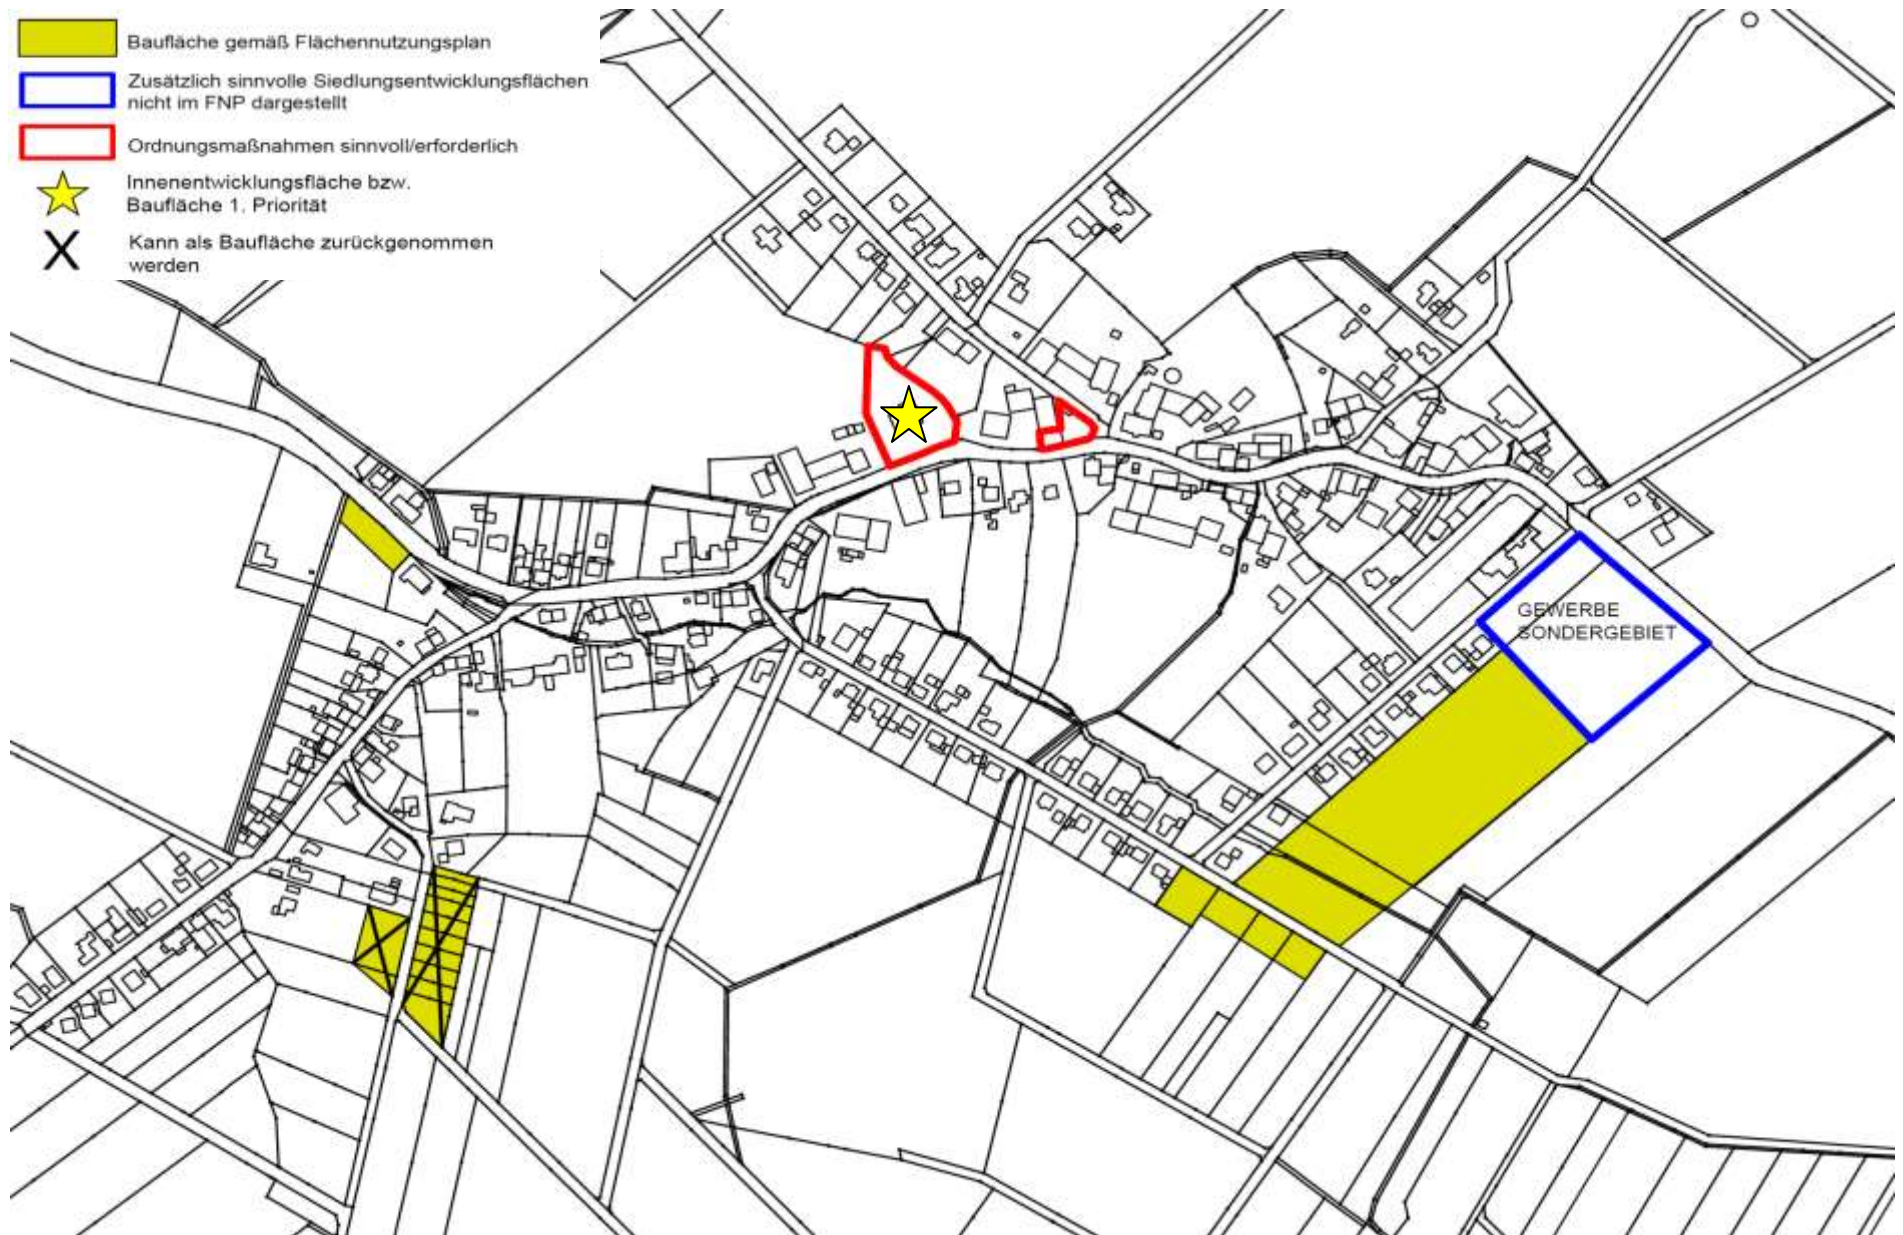 Baufläche gemäß Flächennutzungsplan
Zusätzlich sinnvolle Siedlungsentwicklungsflächen
nicht im FNP dargestellt
Ordnungsmaßnahmen sinnvoll/erforderlich
Innenentwicklungsfläche bzw.
Baufläche 1. Priorität
Kann als Baufläche zurückgenommen
werden
GEWERBE
SONDERGEBIET